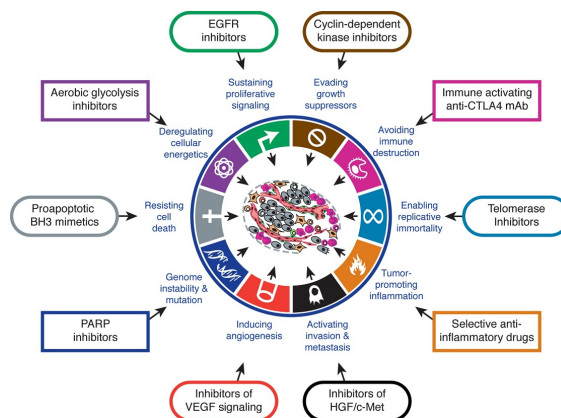 EGFR
inhibitors
Cyclin-dependent
kinase inhibitors
Sustaining
proliferative
signaling
Evading
growth
suppressors
Aerobic glycolysis
inhibitors
Immune activating
anti-CTLA4 mAb
Deregulating
cellular
energetics
Avoiding
immune
destruction
Proapoptotic
BH3 mimetics
Resisting
cell
death
Enabling
replicative
immortality
Telomerase
Inhibitors
Genome
instability &
mutation
Tumor-
promoting
inflammation
PARP
inhibitors
Inducing
angiogenesis
Activating
invasion &
metastasis
Selective anti-
inflammatory drugs
Inhibitors of
VEGF signaling
Inhibitors of
HGF/c-Met